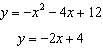 y = −x² − 4x + 12
y = −2x + 4